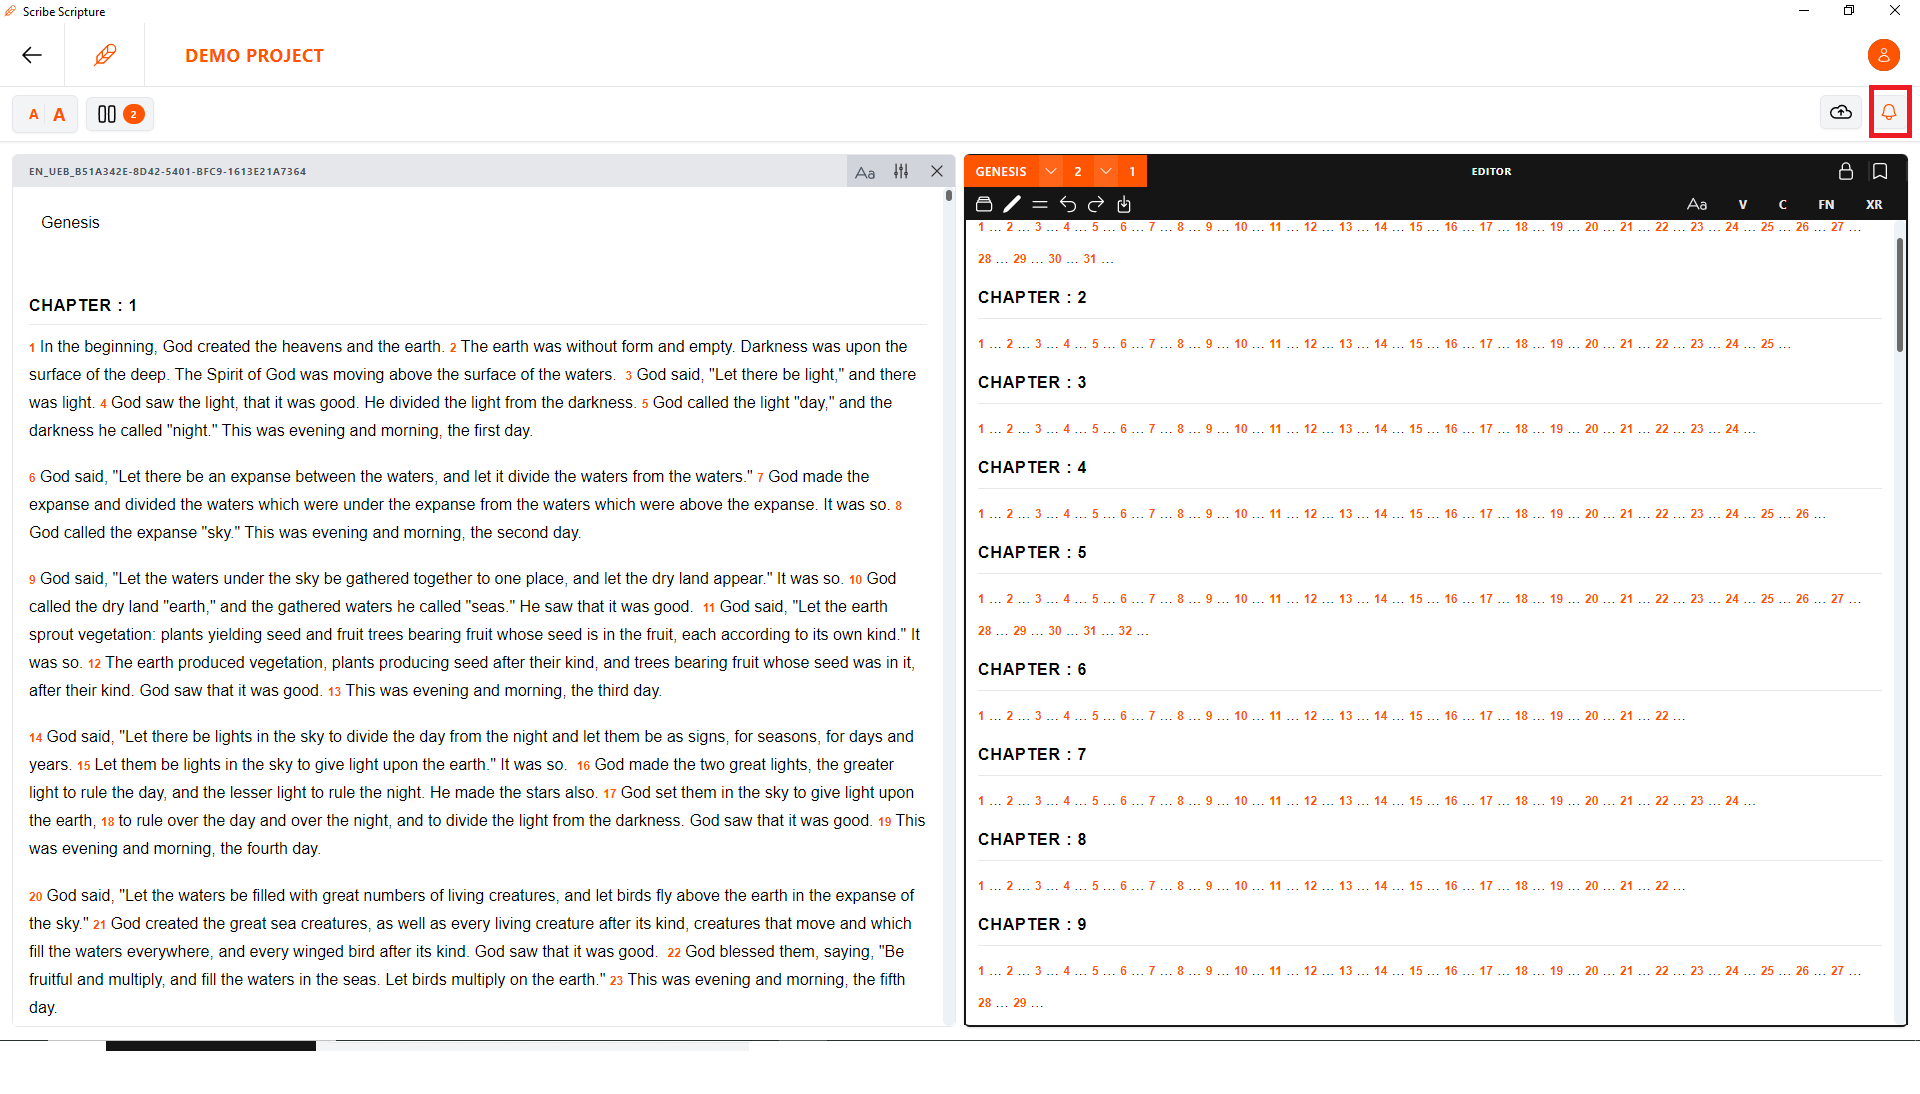 Scribe Scripture
DEMO PROJECT
A A 2
EN_UEB_B51A342E-8D42-5401-BFC9-1613E21A7364
Aa
Genesis
CHAPTER : 1
1 In the beginning, God created the heavens and the earth. 2 The earth was without form and empty. Darkness was upon the
surface of the deep. The Spirit of God was moving above the surface of the waters. 3 God said, "Let there be light," and there
was light. 4 God saw the light, that it was good. He divided the light from the darkness. 5 God called the light "day," and the
darkness he called "night." This was evening and morning, the first day.
6 God said, "Let there be an expanse between the waters, and let it divide the waters from the waters." 7 God made the
expanse and divided the waters which were under the expanse from the waters which were above the expanse. It was so. 8
God called the expanse "sky." This was evening and morning, the second day.
9 God said, "Let the waters under the sky be gathered together to one place, and let the dry land appear." It was so. 10 God
called the dry land "earth," and the gathered waters he called "seas." He saw that it was good. 11 God said, "Let the earth
sprout vegetation: plants yielding seed and fruit trees bearing fruit whose seed is in the fruit, each according to its own kind." It
was so. 12 The earth produced vegetation, plants producing seed after their kind, and trees bearing fruit whose seed was in it,
after their kind. God saw that it was good. 13 This was evening and morning, the third day.
14 God said, "Let there be lights in the sky to divide the day from the night and let them be as signs, for seasons, for days and
years. 15 Let them be lights in the sky to give light upon the earth." It was so. 16 God made the two great lights, the greater
light to rule the day, and the lesser light to rule the night. He made the stars also. 17 God set them in the sky to give light upon
the earth, 18 to rule over the day and over the night, and to divide the light from the darkness. God saw that it was good. 19 This
was evening and morning, the fourth day.
20 God said, "Let the waters be filled with great numbers of living creatures, and let birds fly above the earth in the expanse of
the sky." 21 God created the great sea creatures, as well as every living creature after its kind, creatures that move and which
fill the waters everywhere, and every winged bird after its kind. God saw that it was good. 22 God blessed them, saying, "Be
fruitful and multiply, and fill the waters in the seas. Let birds multiply on the earth." 23 This was evening and morning, the fifth
day.
GENESIS 2 1 EDITOR
Aa V C FN XR
1 ... 2 ... 3 ... 4 ... 5 ... 6 ... 7 ... 8 ... 9 ... 10 ... 11 ... 12 ... 13 ... 14 ... 15 ... 16 ... 17 ... 18 ... 19 ... 20 ... 21 ... 22 ... 23 ... 24 ... 25 ... 26 ... 27 ...
28 ... 29 ... 30 ... 31 ...
CHAPTER : 2
1 ... 2 ... 3 ... 4 ... 5 ... 6 ... 7 ... 8 ... 9 ... 10 ... 11 ... 12 ... 13 ... 14 ... 15 ... 16 ... 17 ... 18 ... 19 ... 20 ... 21 ... 22 ... 23 ... 24 ... 25 ...
CHAPTER : 3
1 ... 2 ... 3 ... 4 ... 5 ... 6 ... 7 ... 8 ... 9 ... 10 ... 11 ... 12 ... 13 ... 14 ... 15 ... 16 ... 17 ... 18 ... 19 ... 20 ... 21 ... 22 ... 23 ... 24 ...
CHAPTER : 4
1 ... 2 ... 3 ... 4 ... 5 ... 6 ... 7 ... 8 ... 9 ... 10 ... 11 ... 12 ... 13 ... 14 ... 15 ... 16 ... 17 ... 18 ... 19 ... 20 ... 21 ... 22 ... 23 ... 24 ... 25 ... 26 ...
CHAPTER : 5
1 ... 2 ... 3 ... 4 ... 5 ... 6 ... 7 ... 8 ... 9 ... 10 ... 11 ... 12 ... 13 ... 14 ... 15 ... 16 ... 17 ... 18 ... 19 ... 20 ... 21 ... 22 ... 23 ... 24 ... 25 ... 26 ... 27 ...
28 ... 29 ... 30 ... 31 ... 32 ...
CHAPTER : 6
1 ... 2 ... 3 ... 4 ... 5 ... 6 ... 7 ... 8 ... 9 ... 10 ... 11 ... 12 ... 13 ... 14 ... 15 ... 16 ... 17 ... 18 ... 19 ... 20 ... 21 ... 22 ...
CHAPTER : 7
1 ... 2 ... 3 ... 4 ... 5 ... 6 ... 7 ... 8 ... 9 ... 10 ... 11 ... 12 ... 13 ... 14 ... 15 ... 16 ... 17 ... 18 ... 19 ... 20 ... 21 ... 22 ... 23 ... 24 ...
CHAPTER : 8
1 ... 2 ... 3 ... 4 ... 5 ... 6 ... 7 ... 8 ... 9 ... 10 ... 11 ... 12 ... 13 ... 14 ... 15 ... 16 ... 17 ... 18 ... 19 ... 20 ... 21 ... 22 ...
CHAPTER : 9
1 ... 2 ... 3 ... 4 ... 5 ... 6 ... 7 ... 8 ... 9 ... 10 ... 11 ... 12 ... 13 ... 14 ... 15 ... 16 ... 17 ... 18 ... 19 ... 20 ... 21 ... 22 ... 23 ... 24 ... 25 ... 26 ... 27 ...
28 ... 29 ...